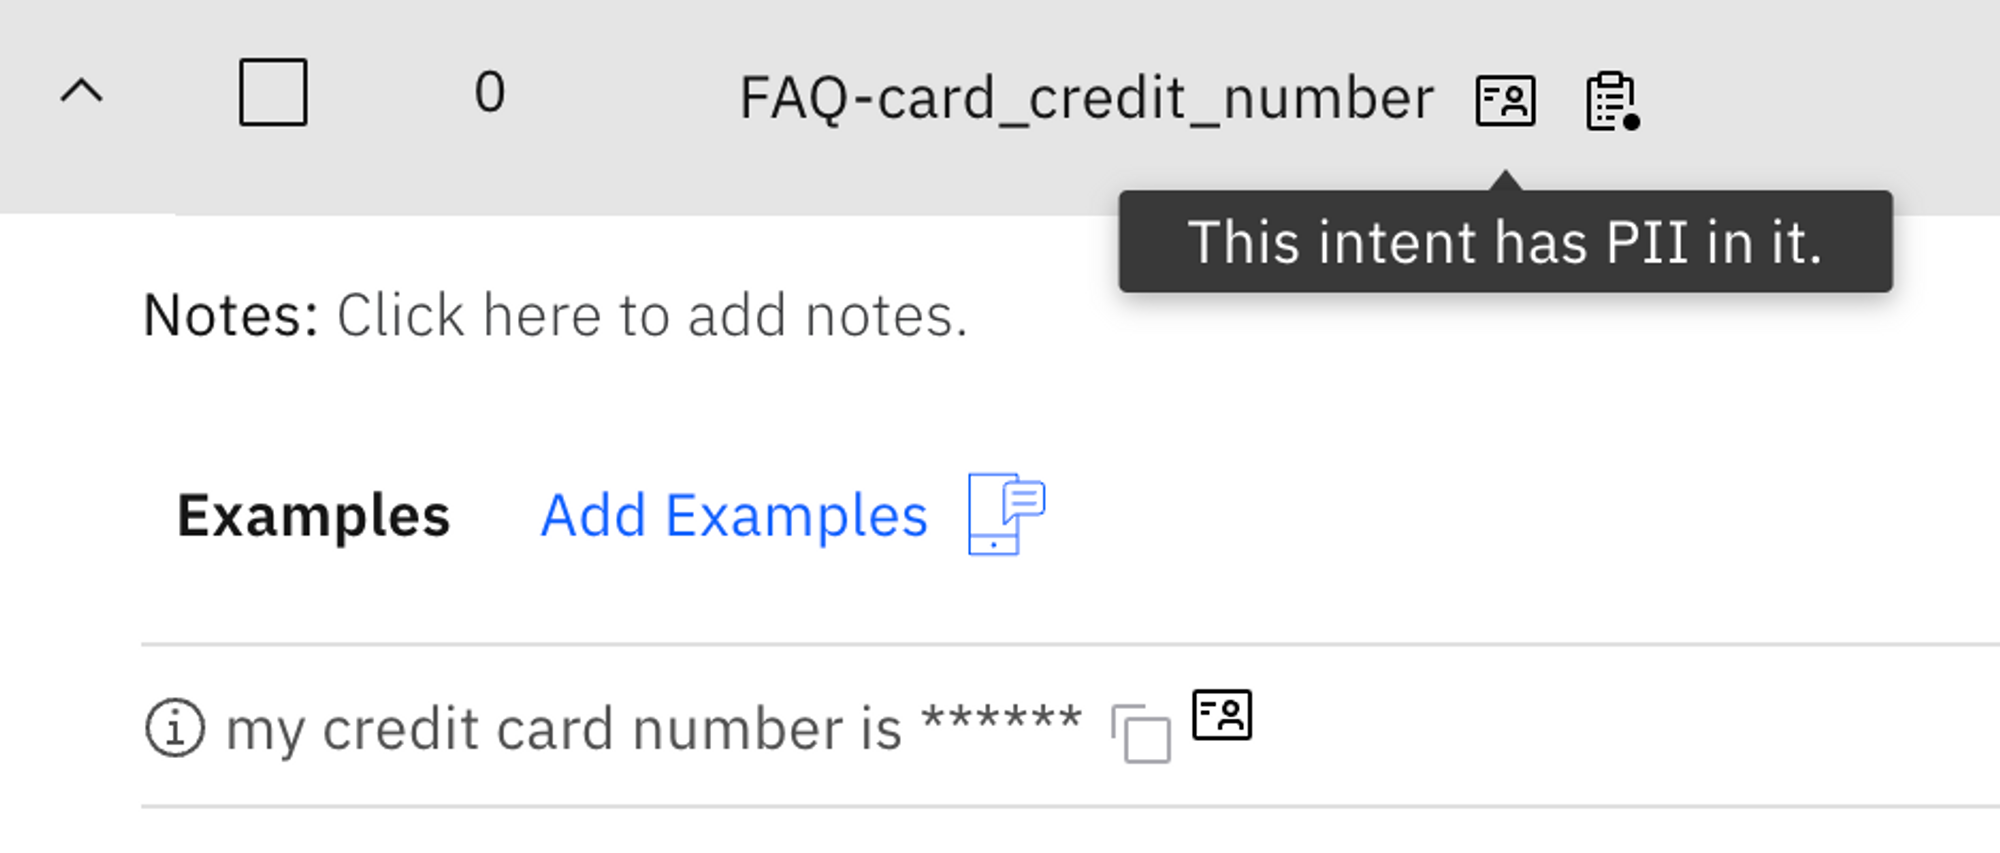 0 FAQ-card_credit_number
This intent has PII in it.
Notes: Click here to add notes.
Examples Add Examples
my credit card number is ******